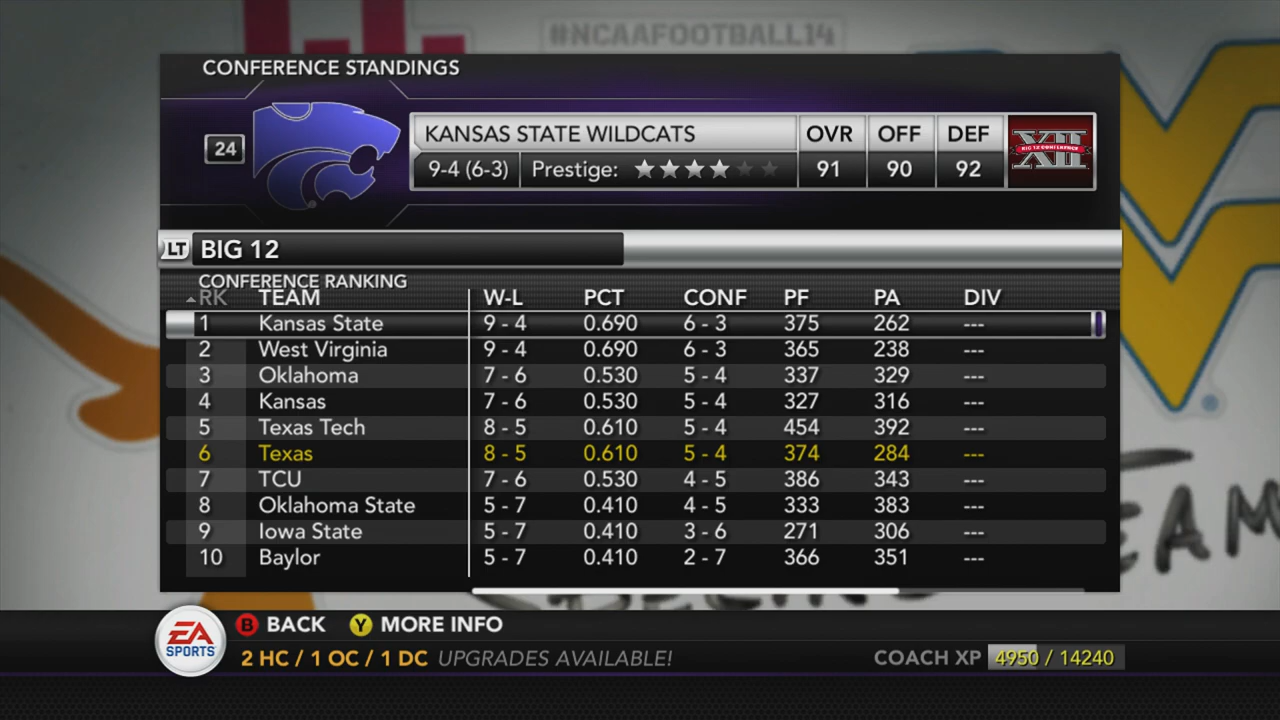 #NCAAFOOTBALL14
CONFERENCE STANDINGS
24
KANSAS STATE WILDCATS OVR OFF DEF
9-4 (6-3) Prestige: 91 90 92
XII
BIG 12 CONFERENCE
LT BIG 12
CONFERENCE RANKING
RK TEAM W-L PCT CONF PF PA DIV
1 Kansas State 9 - 4 0.690 6 - 3 375 262 ---
2 West Virginia 9 - 4 0.690 6 - 3 365 238 ---
3 Oklahoma 7 - 6 0.530 5 - 4 337 329 ---
4 Kansas 7 - 6 0.530 5 - 4 327 316 ---
5 Texas Tech 8 - 5 0.610 5 - 4 454 392 ---
6 Texas 8 - 5 0.610 5 - 4 374 284 ---
7 TCU 7 - 6 0.530 4 - 5 386 343 ---
8 Oklahoma State 5 - 7 0.410 4 - 5 333 383 ---
9 Iowa State 5 - 7 0.410 3 - 6 271 306 ---
10 Baylor 5 - 7 0.410 2 - 7 366 351 ---
EA SPORTS
B BACK Y MORE INFO
2 HC / 1 OC / 1 DC UPGRADES AVAILABLE! COACH XP 4950 / 14240